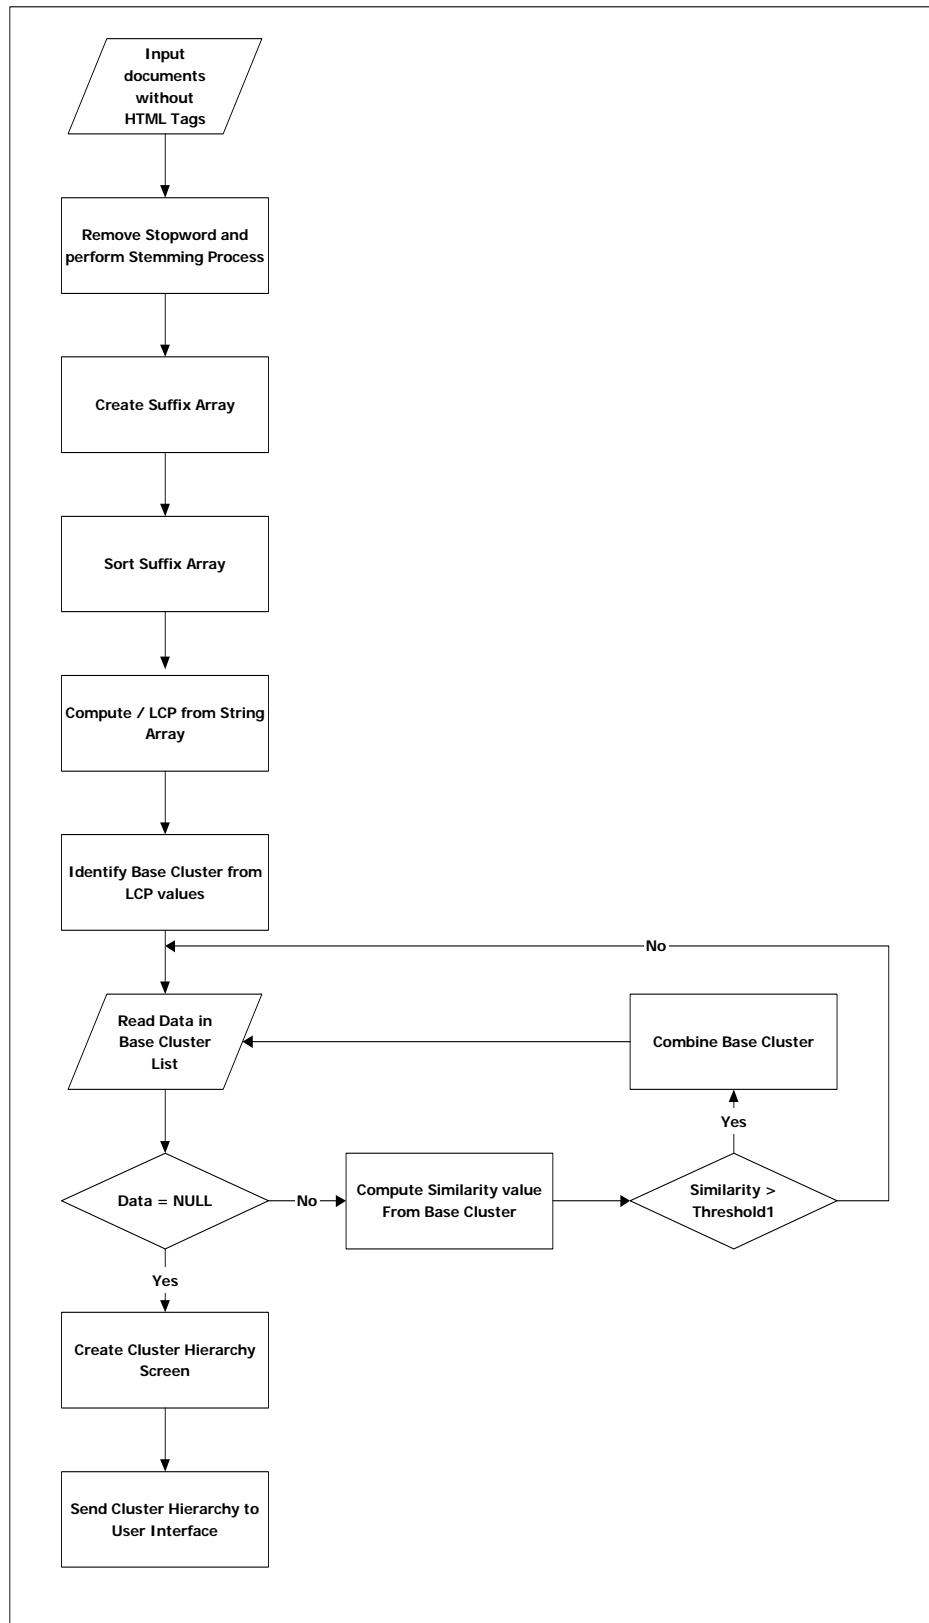 Input
documents
without
HTML Tags
Remove Stopword and
perform Stemming Process
Create Suffix Array
Sort Suffix Array
Compute / LCP from String
Array
Identify Base Cluster from
LCP values
No
Read Data in
Base Cluster
List
Combine Base Cluster
Yes
Data = NULL
No
Compute Similarity value
From Base Cluster
Similarity >
Threshold1
Yes
Create Cluster Hierarchy
Screen
Send Cluster Hierarchy to
User Interface